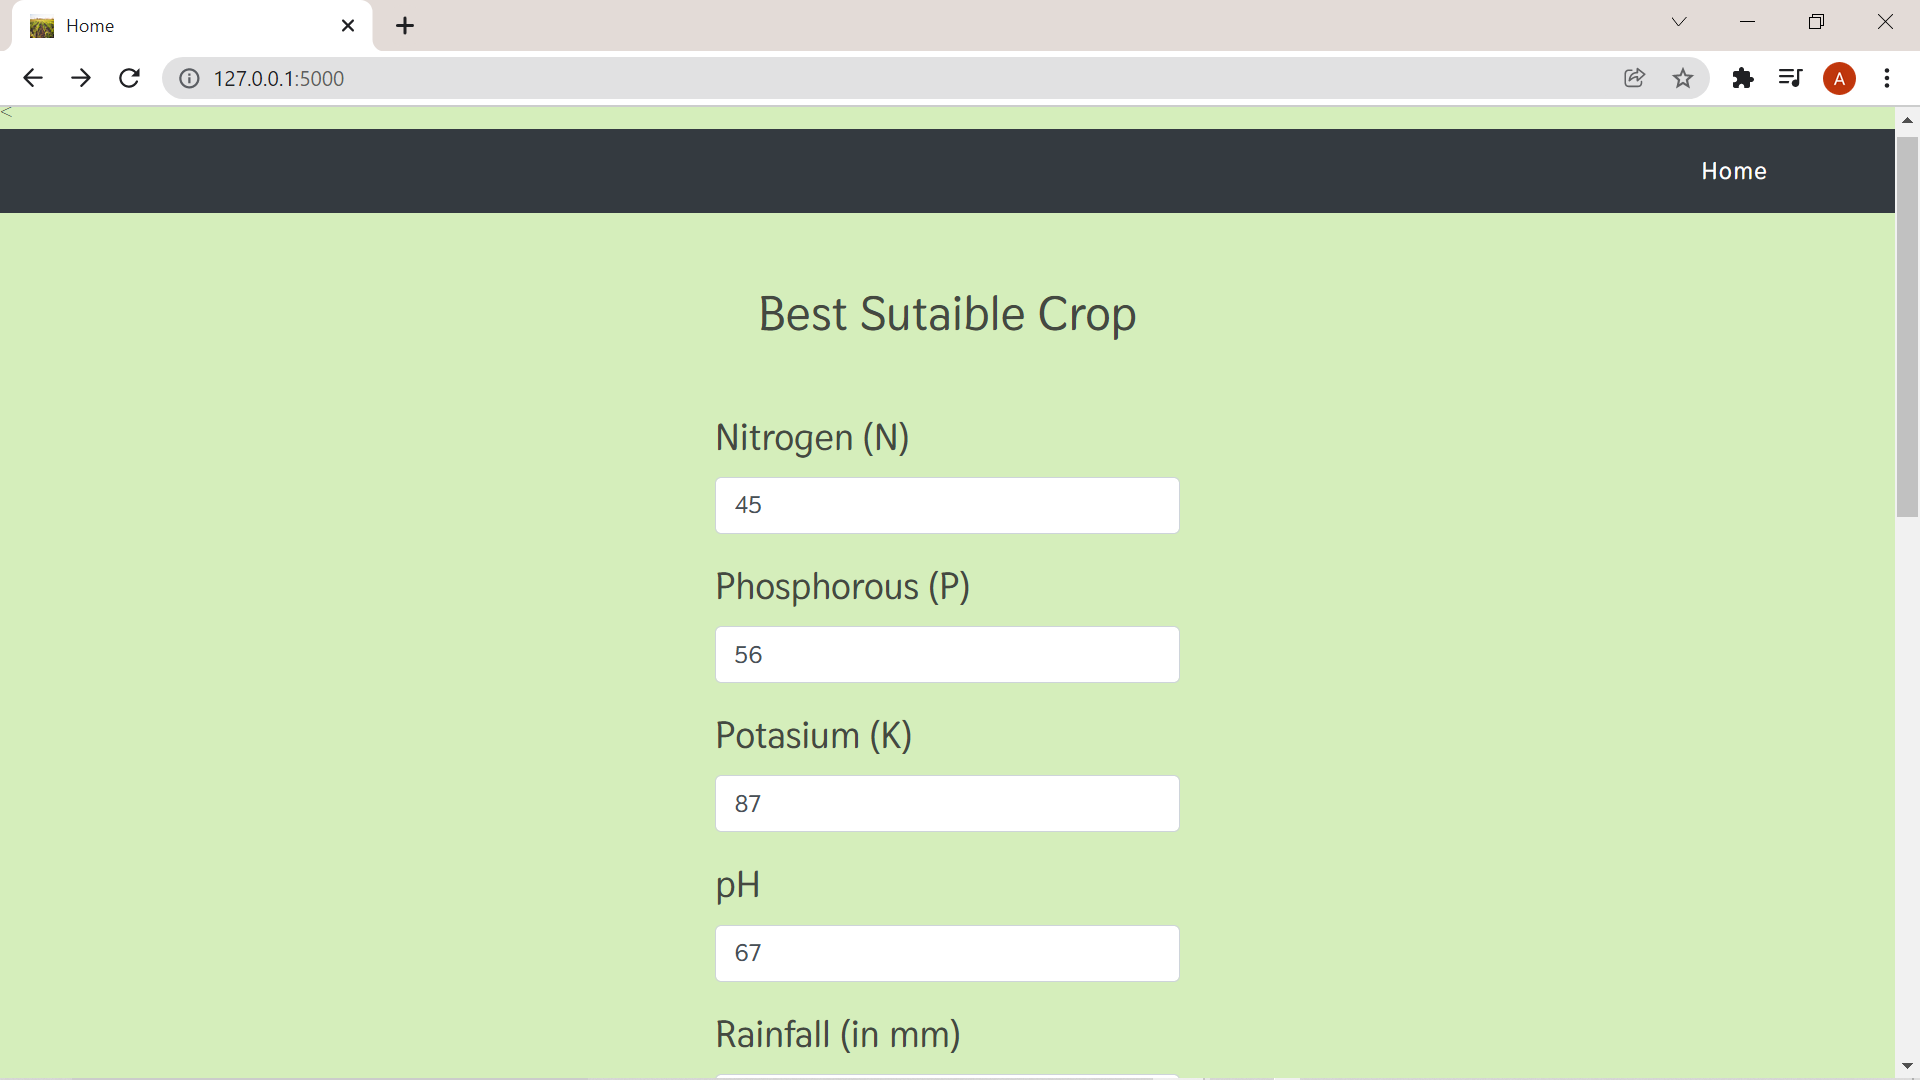 Home
127.0.0.1:5000
A
<
Home
Best Sutaible Crop
Nitrogen (N)
45
Phosphorous (P)
56
Potasium (K)
87
pH
67
Rainfall (in mm)